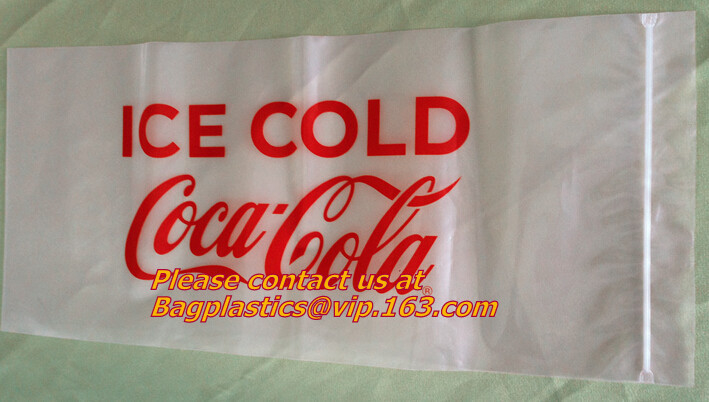 ICE COLD
Coca-Cola®
Please contact us at
Bagplastics@vip.163.com